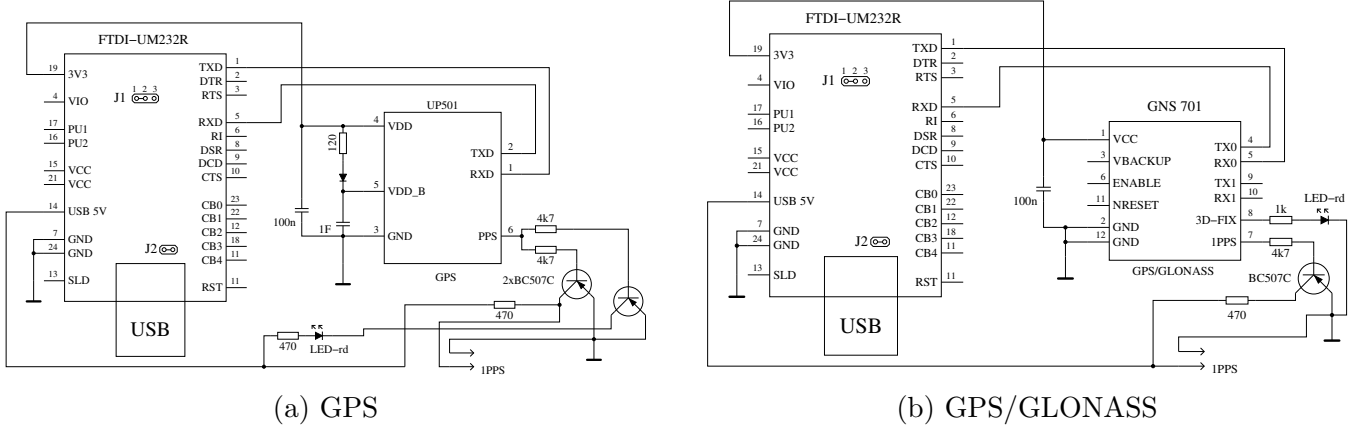 FTDI–UM232R
19 3V3
4 VIO
17 PU1
16 PU2
15 VCC
21 VCC
14 USB 5V
7 GND
24 GND
13 SLD
J1 1 2 3
J2
TXD 1
DTR 2
RTS 3
RXD 5
RI 6
DSR 8
DCD 9
CTS 10
CB0 23
CB1 22
CB2 12
CB3 18
CB4 11
RST 11
USB
100n
120
1F
UP501
4 VDD
5 VDD_B
3 GND
TXD 2
RXD 1
PPS 6
GPS
4k7
4k7
2xBC507C
470
470
LED–rd
1PPS
(a) GPS
FTDI–UM232R
19 3V3
4 VIO
17 PU1
16 PU2
15 VCC
21 VCC
14 USB 5V
7 GND
24 GND
13 SLD
J1 1 2 3
J2
TXD 1
DTR 2
RTS 3
RXD 5
RI 6
DSR 8
DCD 9
CTS 10
CB0 23
CB1 22
CB2 12
CB3 18
CB4 11
RST 11
USB
100n
GNS 701
1 VCC
3 VBACKUP
6 ENABLE
11 NRESET
2 GND
12 GND
TX0 4
RX0 5
TX1 9
RX1 10
3D–FIX 8
1PPS 7
GPS/GLONASS
1k
LED–rd
4k7
BC507C
470
1PPS
(b) GPS/GLONASS